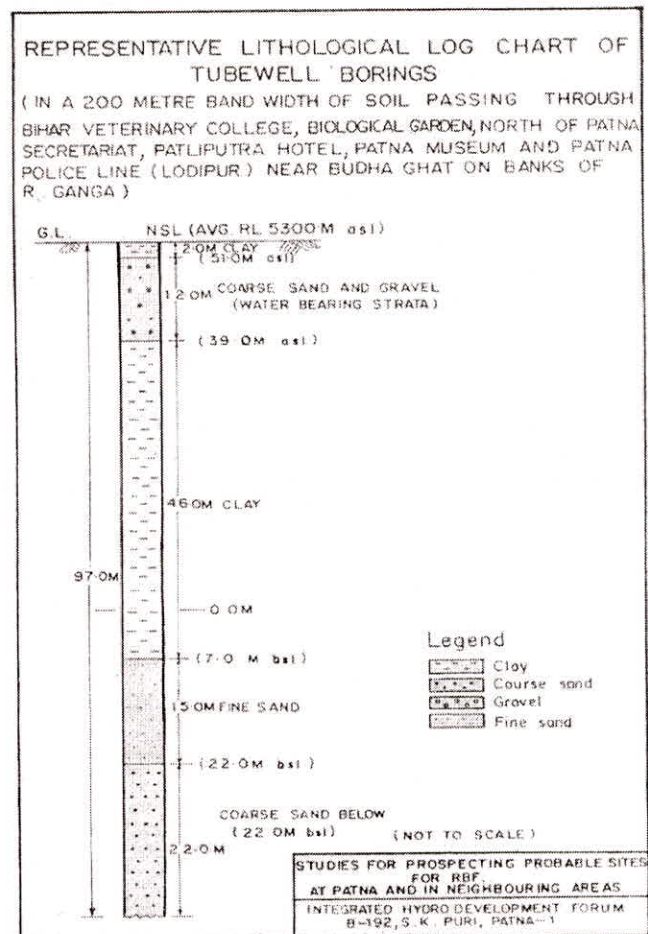 REPRESENTATIVE LITHOLOGICAL LOG CHART OF
TUBEWELL BORINGS
(IN A 200 METRE BAND WIDTH OF SOIL PASSING THROUGH
BIHAR VETERINARY COLLEGE, BIOLOGICAL GARDEN, NORTH OF PATNA
SECRETARIAT, PATLIPUTRA HOTEL, PATNA MUSEUM AND PATNA
POLICE LINE (LODIPUR) NEAR BUDHA GHAT ON BANKS OF
R. GANGA)
G.L. NSL (AVG. RL 53·00 M asl)
2·0M CLAY
(51·0M asl)
12·0M COARSE SAND AND GRAVEL
(WATER BEARING STRATA)
(39·0M asl)
46·0M CLAY
97·0M
0·0M
(7·0 M bsl)
15·0M FINE SAND
(22·0M bsl)
COARSE SAND BELOW
(22·0M bsl)
22·0M
(NOT TO SCALE)
Legend
Clay
Course sand
Gravel
Fine sand
STUDIES FOR PROSPECTING PROBABLE SITES
FOR RBF
AT PATNA AND IN NEIGHBOURING AREAS
INTEGRATED HYDRO DEVELOPMENT FORUM
B-192, S.K. PURI, PATNA-1